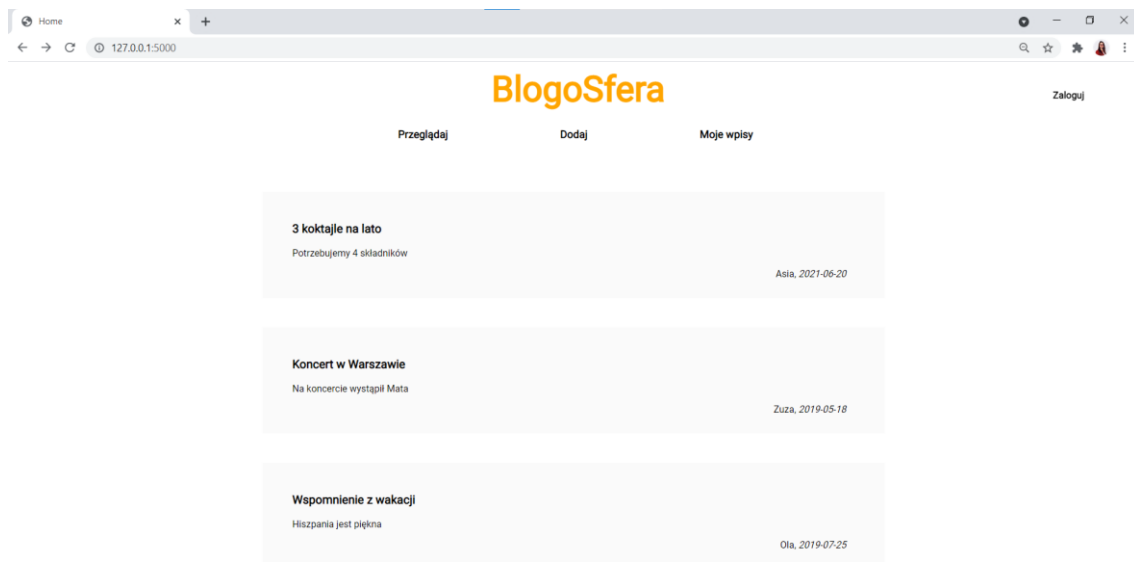 Home
127.0.0.1:5000
BlogoSfera
Zaloguj
Przeglądaj Dodaj Moje wpisy
3 koktajle na lato
Potrzebujemy 4 składników
Asia, 2021-06-20
Koncert w Warszawie
Na koncercie wystąpił Mata
Zuza, 2019-05-18
Wspomnienie z wakacji
Hiszpania jest piękna
Ola, 2019-07-25